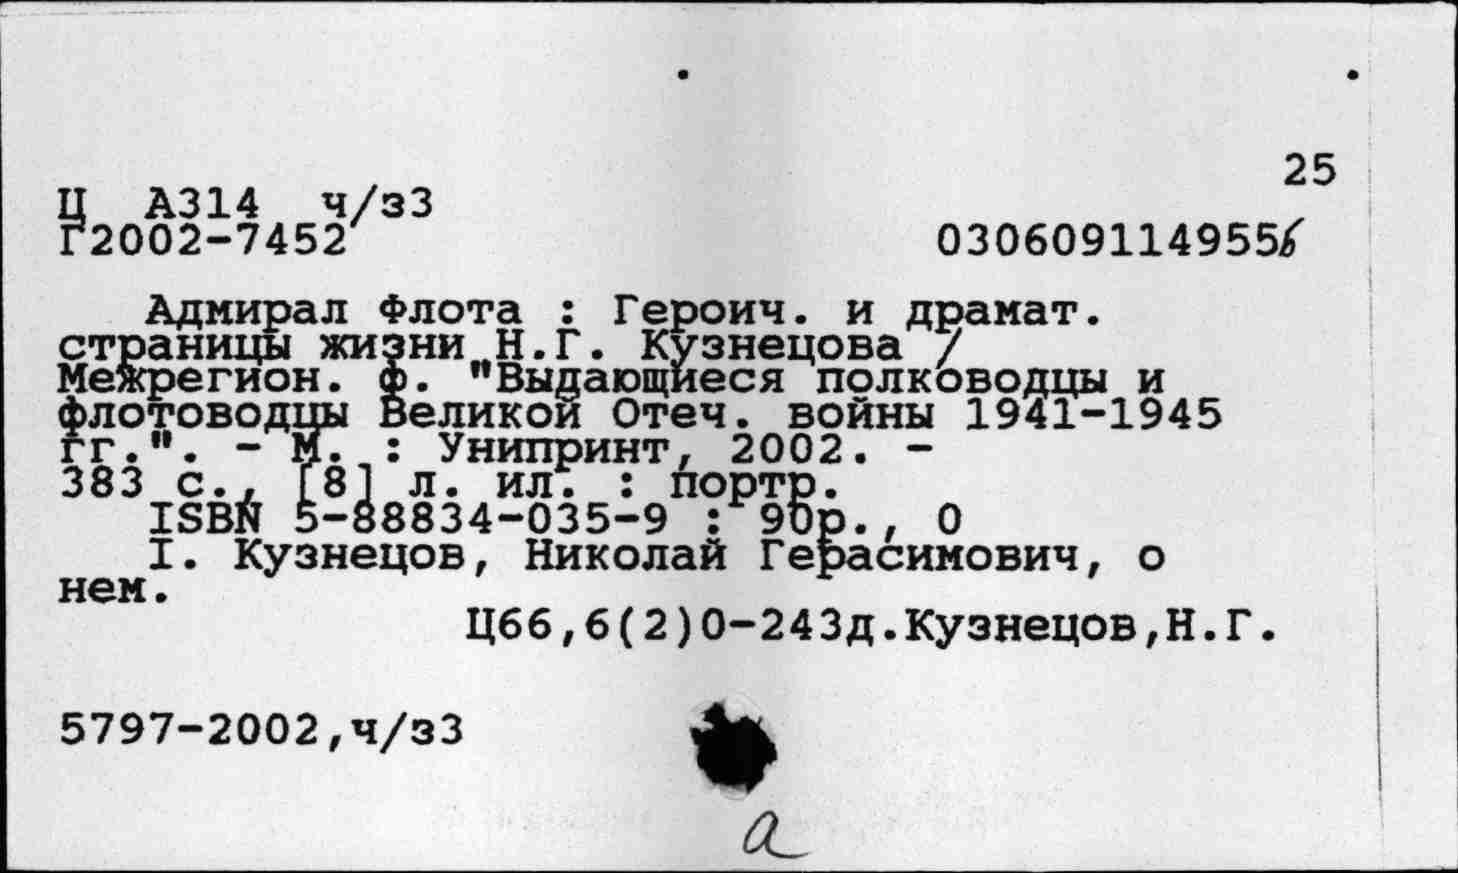 25
Ц А314 ч/з3
Г2002-7452
0306091149556
Адмирал Флота : Героич. и драмат.
страницы жизни Н.Г. Кузнецова /
Межрегион. ф. "Выдающиеся полководцы и
флотоводцы Великой Отеч. войны 1941-1945
гг.". - М. : Унипринт, 2002. -
383 с., [8] л. ил. : портр.
ISBN 5-88834-035-9 : 90р., 0
I. Кузнецов, Николай Герасимович, о
нем.
Ц66,6(2)0-243д.Кузнецов,Н.Г.
5797-2002,ч/з3
а